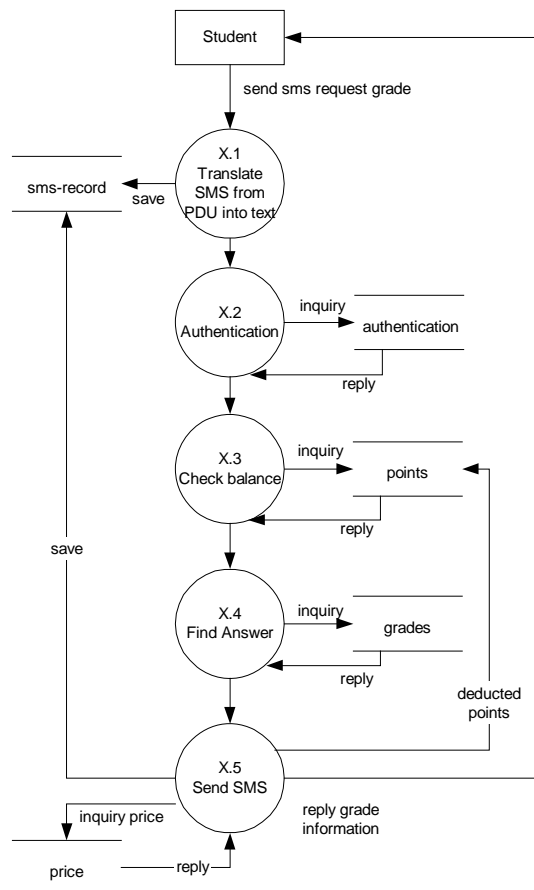 Student
send sms request grade
X.1
Translate
SMS from
PDU into text
save
sms-record
X.2
Authentication
inquiry
authentication
reply
X.3
Check balance
inquiry
points
reply
save
X.4
Find Answer
inquiry
grades
reply
deducted
points
X.5
Send SMS
reply grade
information
inquiry price
price
reply